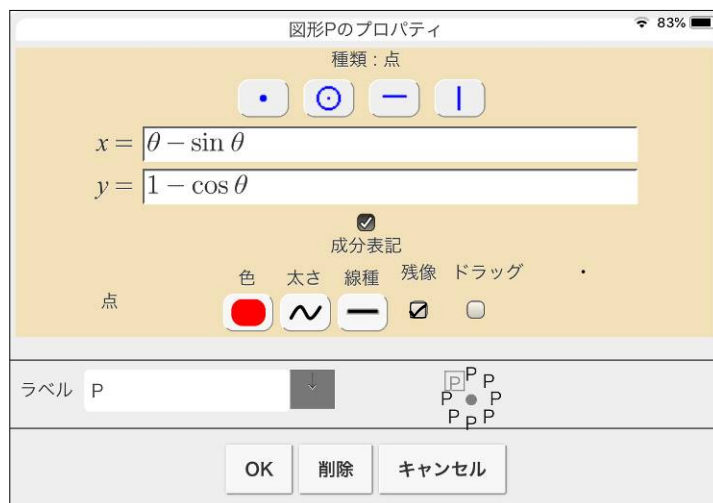 図形Pのプロパティ
83%
種類：点
x = θ − sin θ
y = 1 − cos θ
成分表記
色 太さ 線種 残像 ドラッグ
点
ラベル P ↓
P P P
P P
P P P
OK 削除 キャンセル